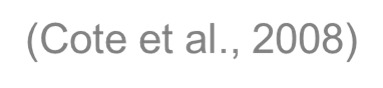 (Cote et al., 2008)